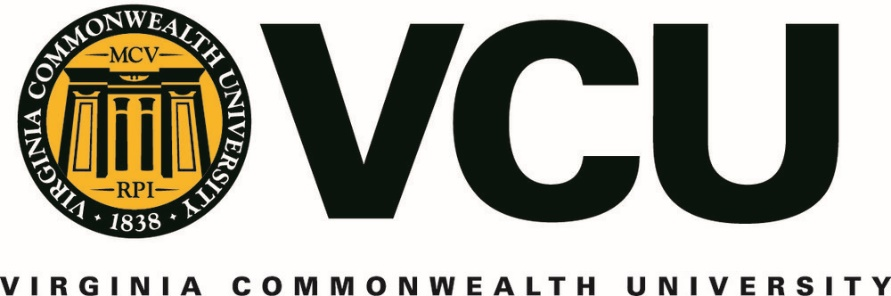 VIRGINIA COMMONWEALTH UNIVERSITY
MCV
RPI
• 1838 •
VCU
VIRGINIA COMMONWEALTH UNIVERSITY